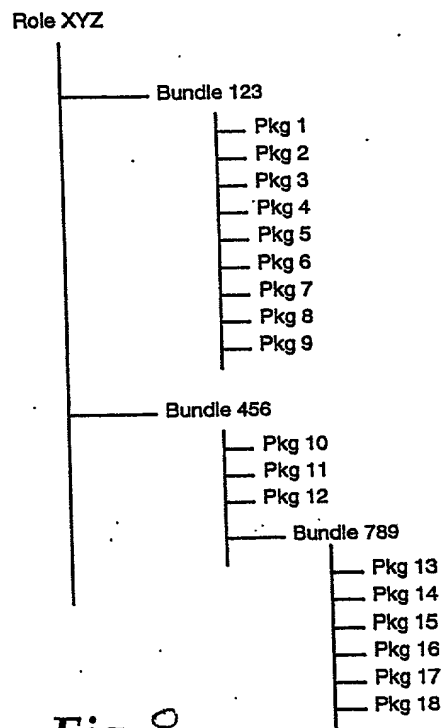 Role XYZ
Bundle 123
Pkg 1
Pkg 2
Pkg 3
Pkg 4
Pkg 5
Pkg 6
Pkg 7
Pkg 8
Pkg 9
Bundle 456
Pkg 10
Pkg 11
Pkg 12
Bundle 789
Pkg 13
Pkg 14
Pkg 15
Pkg 16
Pkg 17
Pkg 18